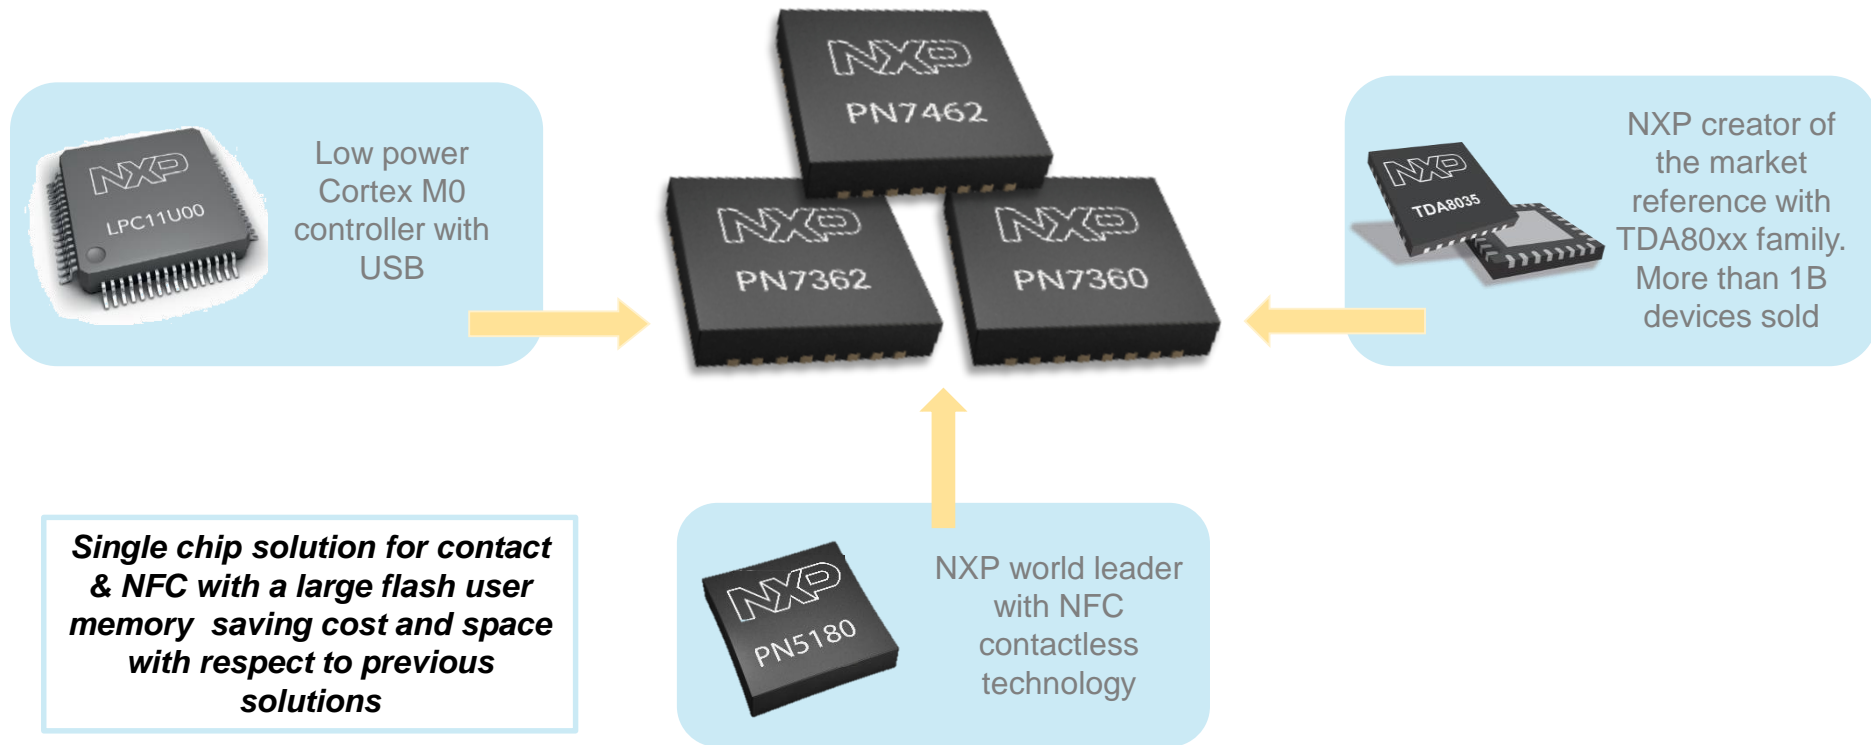 NXP
PN7462
NXP
PN7362
NXP
PN7360
NXP
LPC11U00
Low power
Cortex M0
controller with
USB
NXP
TDA8035
NXP creator of
the market
reference with
TDA80xx family.
More than 1B
devices sold
Single chip solution for contact
& NFC with a large flash user
memory  saving cost and space
with respect to previous
solutions
NXP
PN5180
NXP world leader
with NFC
contactless
technology